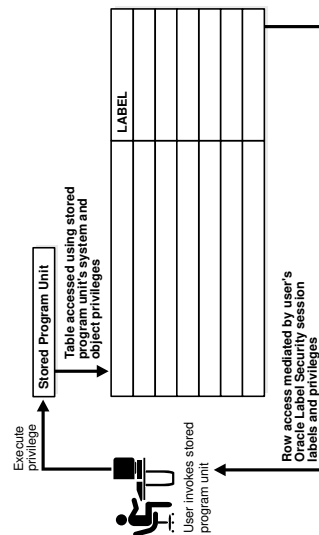 Execute
privilege
Stored Program Unit
Table accessed using stored
program unit's system and
object privileges
LABEL
User invokes stored
program unit
Row access mediated by user's
Oracle Label Security session
labels and privileges